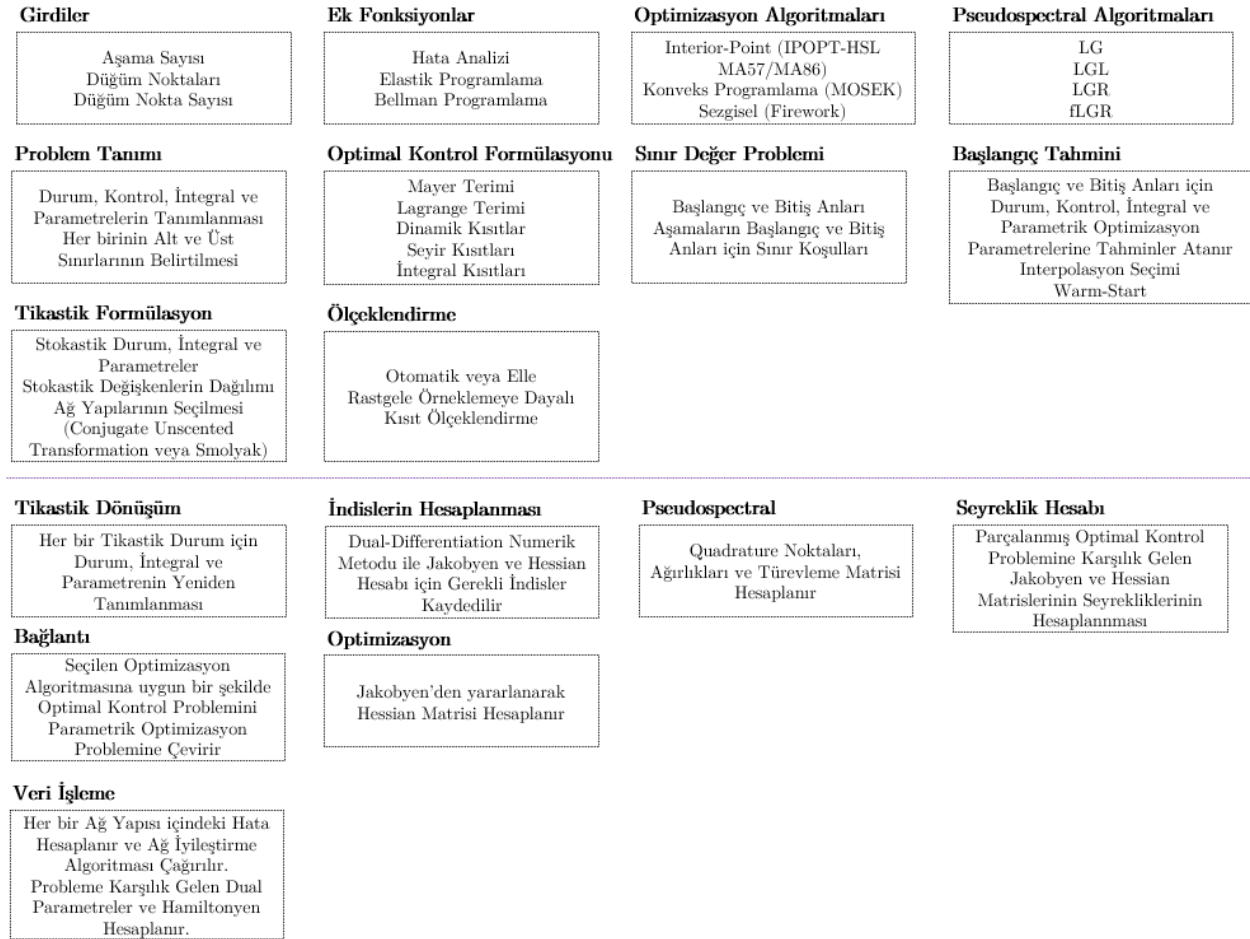 Girdiler
Aşama Sayısı
Düğüm Noktaları
Düğüm Nokta Sayısı
Ek Fonksiyonlar
Hata Analizi
Elastik Programlama
Bellman Programlama
Optimizasyon Algoritmaları
Interior-Point (IPOPT-HSL
MA57/MA86)
Konveks Programlama (MOSEK)
Sezgisel (Firework)
Pseudospectral Algoritmaları
LG
LGL
LGR
fLGR
Problem Tanımı
Durum, Kontrol, İntegral ve
Parametrelerin Tanımlanması
Her birinin Alt ve Üst
Sınırlarının Belirtilmesi
Optimal Kontrol Formülasyonu
Mayer Terimi
Lagrange Terimi
Dinamik Kısıtlar
Seyir Kısıtları
İntegral Kısıtları
Sınır Değer Problemi
Başlangıç ve Bitiş Anları
Aşamaların Başlangıç ve Bitiş
Anları için Sınır Koşulları
Başlangıç Tahmini
Başlangıç ve Bitiş Anları için
Durum, Kontrol, İntegral ve
Parametrik Optimizasyon
Parametrelerine Tahminler Atanır
Interpolasyon Seçimi
Warm-Start
Tikastik Formülasyon
Stokastik Durum, İntegral ve
Parametreler
Stokastik Değişkenlerin Dağılımı
Ağ Yapılarının Seçilmesi
(Conjugate Unscented
Transformation veya Smolyak)
Ölçeklendirme
Otomatik veya Elle
Rastgele Örneklemeye Dayalı
Kısıt Ölçeklendirme
Tikastik Dönüşüm
Her bir Tikastik Durum için
Durum, İntegral ve
Parametrenin Yeniden
Tanımlanması
İndislerin Hesaplanması
Dual-Differentiation Numerik
Metodu ile Jakobyen ve Hessian
Hesabı için Gerekli İndisler
Kaydedilir
Pseudospectral
Quadrature Noktaları,
Ağırlıkları ve Türevleme Matrisi
Hesaplanır
Seyreklik Hesabı
Parçalanmış Optimal Kontrol
Problemine Karşılık Gelen
Jakobyen ve Hessian
Matrislerinin Seyrekliklerinin
Hesaplannması
Bağlantı
Seçilen Optimizasyon
Algoritmasına uygun bir şekilde
Optimal Kontrol Problemini
Parametrik Optimizasyon
Problemine Çevirir
Optimizasyon
Jakobyen'den yararlanarak
Hessian Matrisi Hesaplanır
Veri İşleme
Her bir Ağ Yapısı içindeki Hata
Hesaplanır ve Ağ İyileştirme
Algoritması Çağırılır.
Probleme Karşılık Gelen Dual
Parametreler ve Hamiltonyen
Hesaplanır.